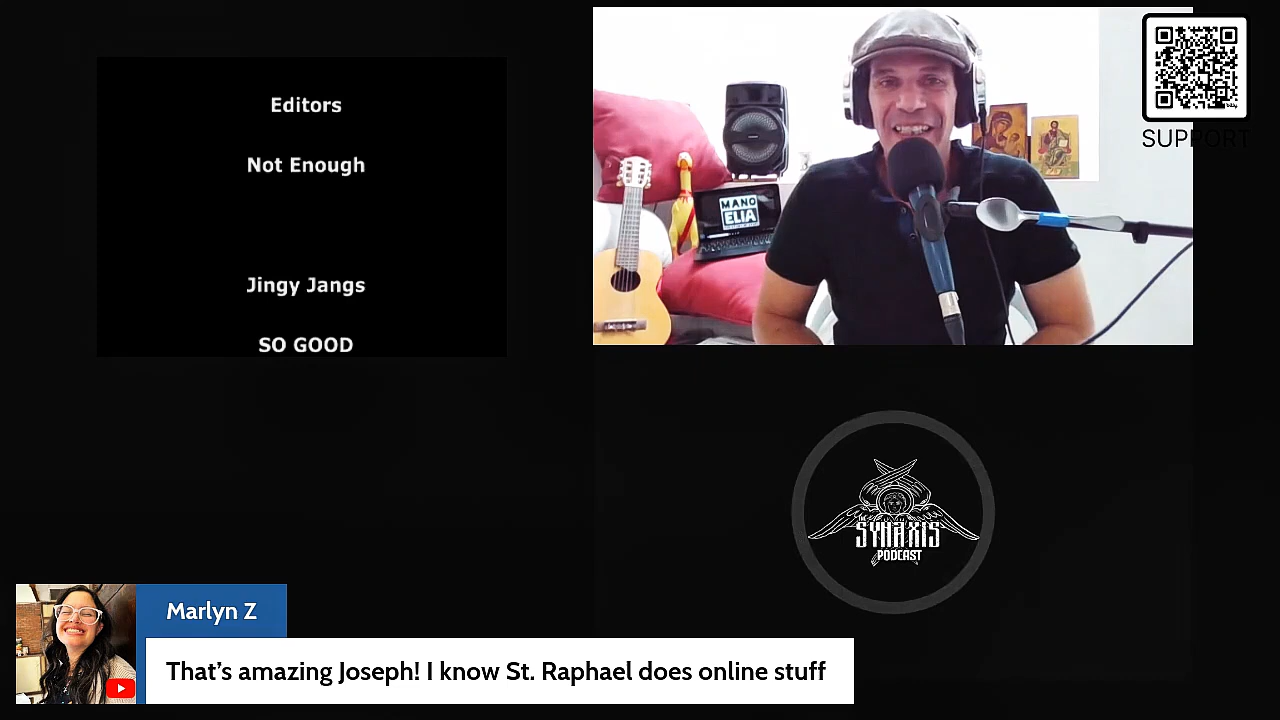 Editors
Not Enough
Jingy Jangs
SO GOOD
MANO
ELIA
SUPPORT
THE
SYNAXIS
PODCAST
Marlyn Z
That's amazing Joseph! I know St. Raphael does online stuff